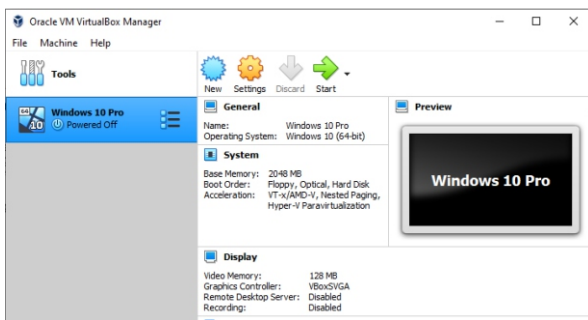 Oracle VM VirtualBox Manager
File Machine Help
Tools
New Settings Discard Start
64
10
Windows 10 Pro
Powered Off
General
Name: Windows 10 Pro
Operating System: Windows 10 (64-bit)
System
Base Memory: 2048 MB
Boot Order: Floppy, Optical, Hard Disk
Acceleration: VT-x/AMD-V, Nested Paging,
Hyper-V Paravirtualization
Preview
Windows 10 Pro
Display
Video Memory: 128 MB
Graphics Controller: VBoxSVGA
Remote Desktop Server: Disabled
Recording: Disabled